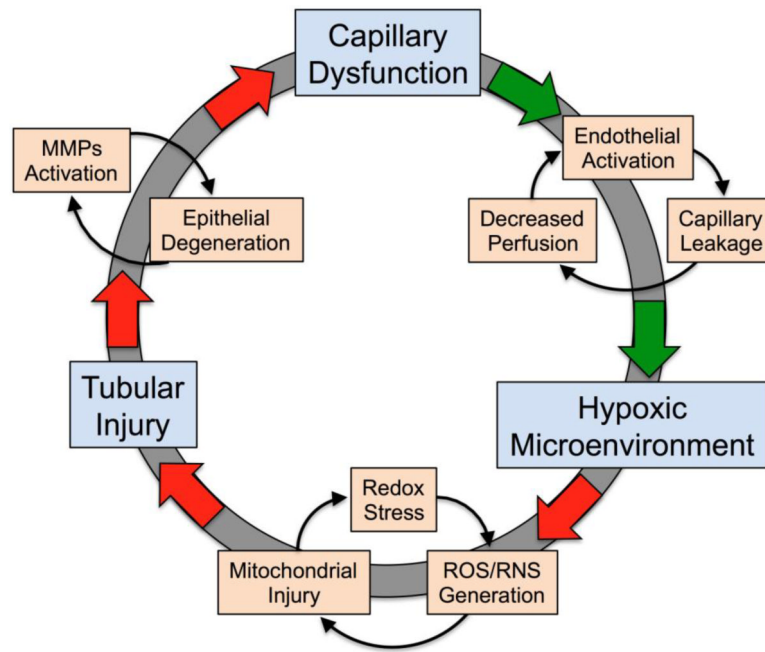 Capillary
Dysfunction
Endothelial
Activation
Capillary
Leakage
Decreased
Perfusion
Hypoxic
Microenvironment
ROS/RNS
Generation
Mitochondrial
Injury
Redox
Stress
Tubular
Injury
MMPs
Activation
Epithelial
Degeneration